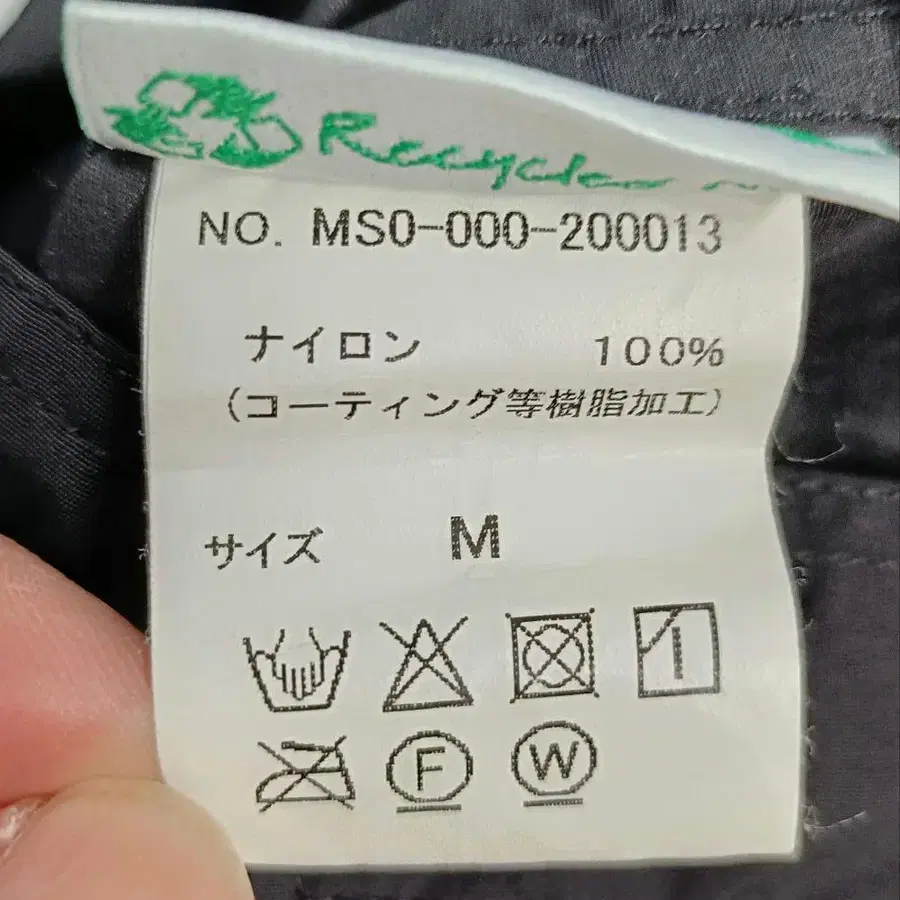 Recycled
NO. MS0-000-200013
ナイロン 100%
(コーティング等樹脂加工)
サイズ M
F W